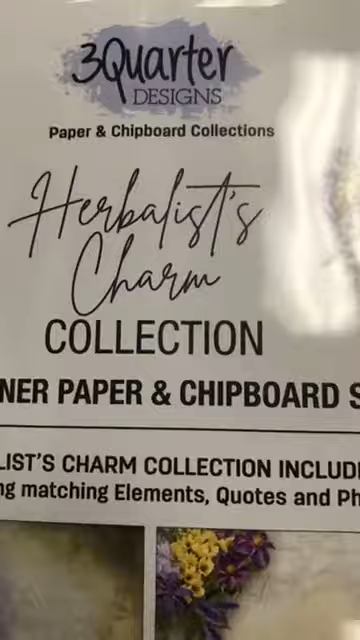 3Quarter
DESIGNS
Paper & Chipboard Collections
Herbalist's
Charm
COLLECTION
PAPER & CHIPBOARD
CHARM COLLECTION
matching Elements, Quotes and